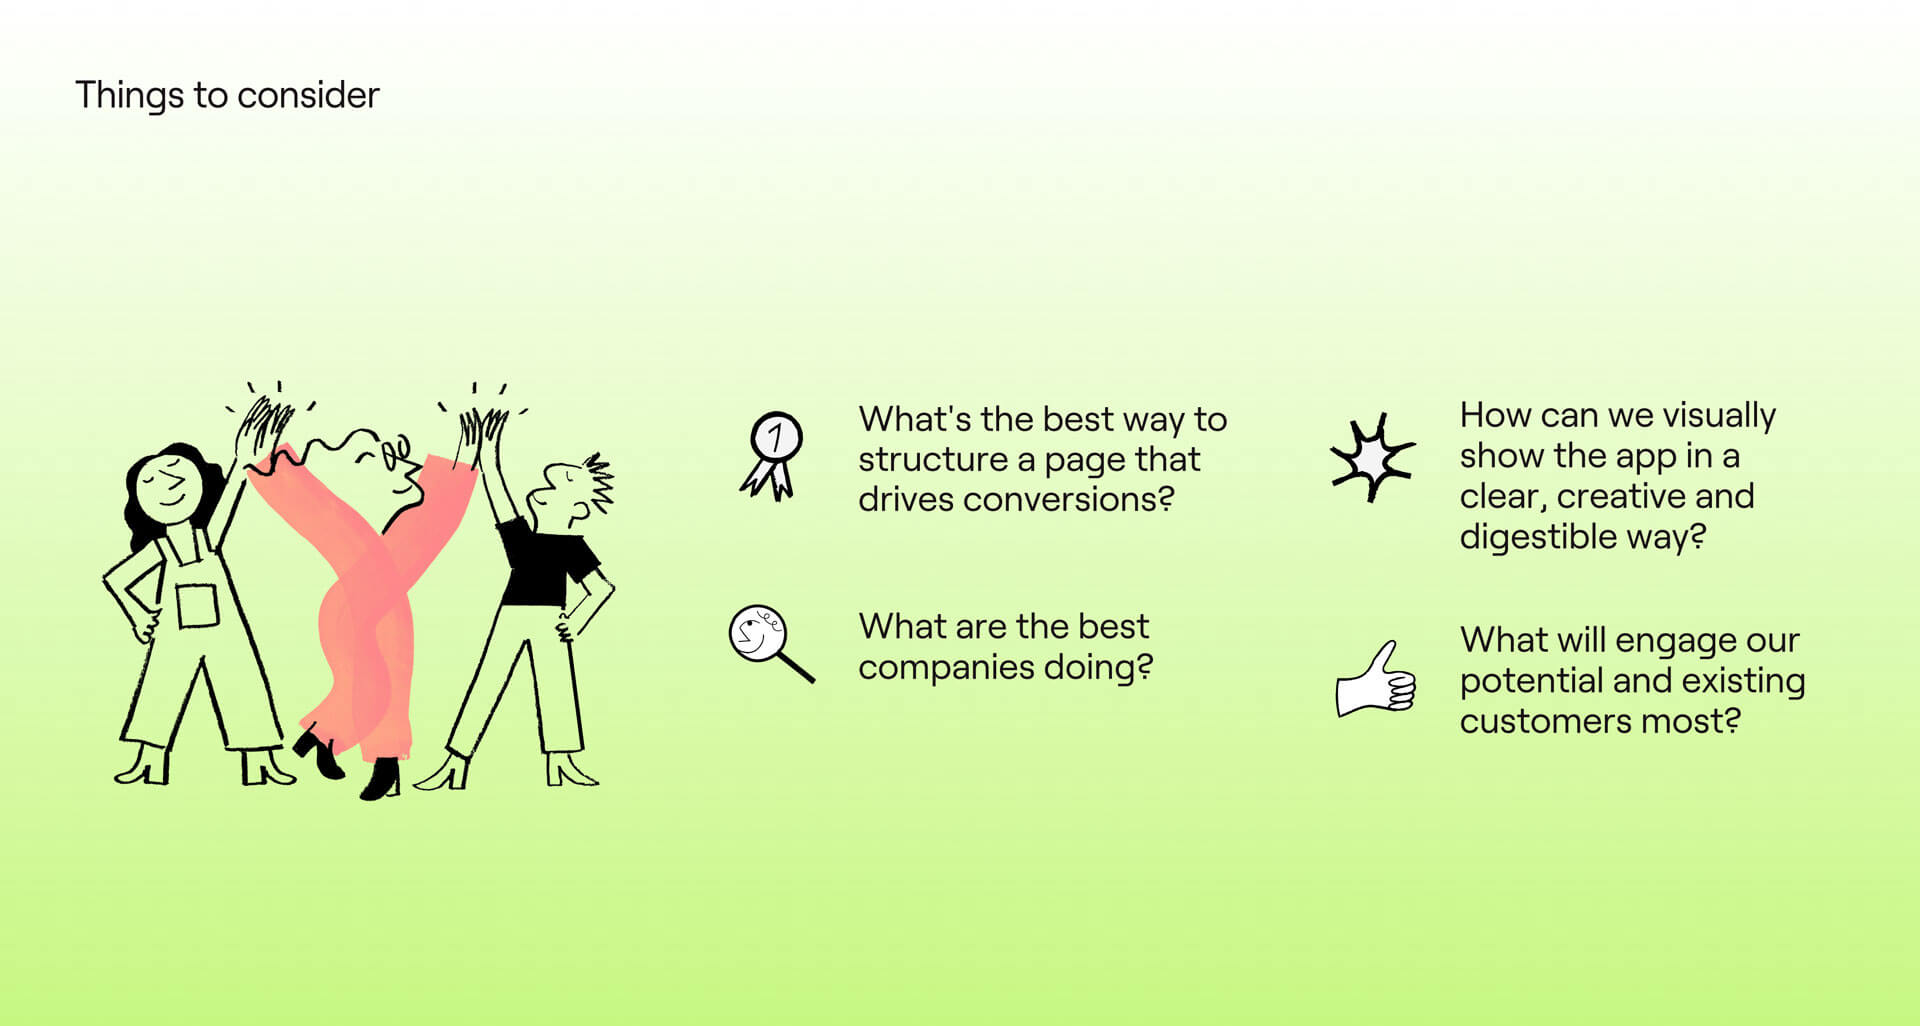 Things to consider
1
What's the best way to
structure a page that
drives conversions?
What are the best
companies doing?
How can we visually
show the app in a
clear, creative and
digestible way?
What will engage our
potential and existing
customers most?